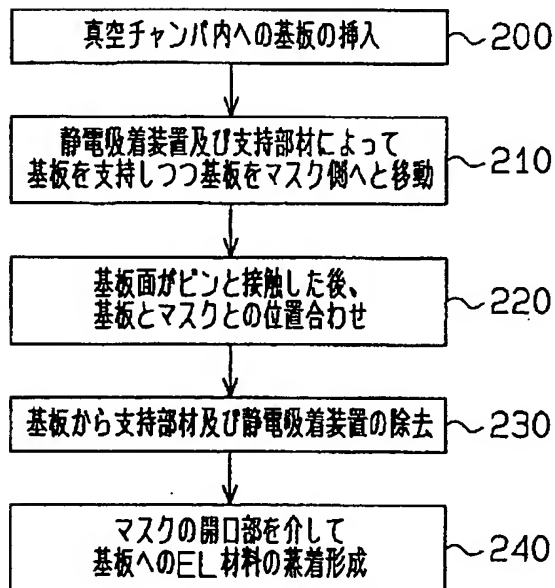 真空チャンバ内への基板の挿入
200
静電吸着装置及び支持部材によって
基板を支持しつつ基板をマスク側へと移動
210
基板面がピンと接触した後、
基板とマスクとの位置合わせ
220
基板から支持部材及び静電吸着装置の除去
230
マスクの開口部を介して
基板へのEL材料の蒸着形成
240